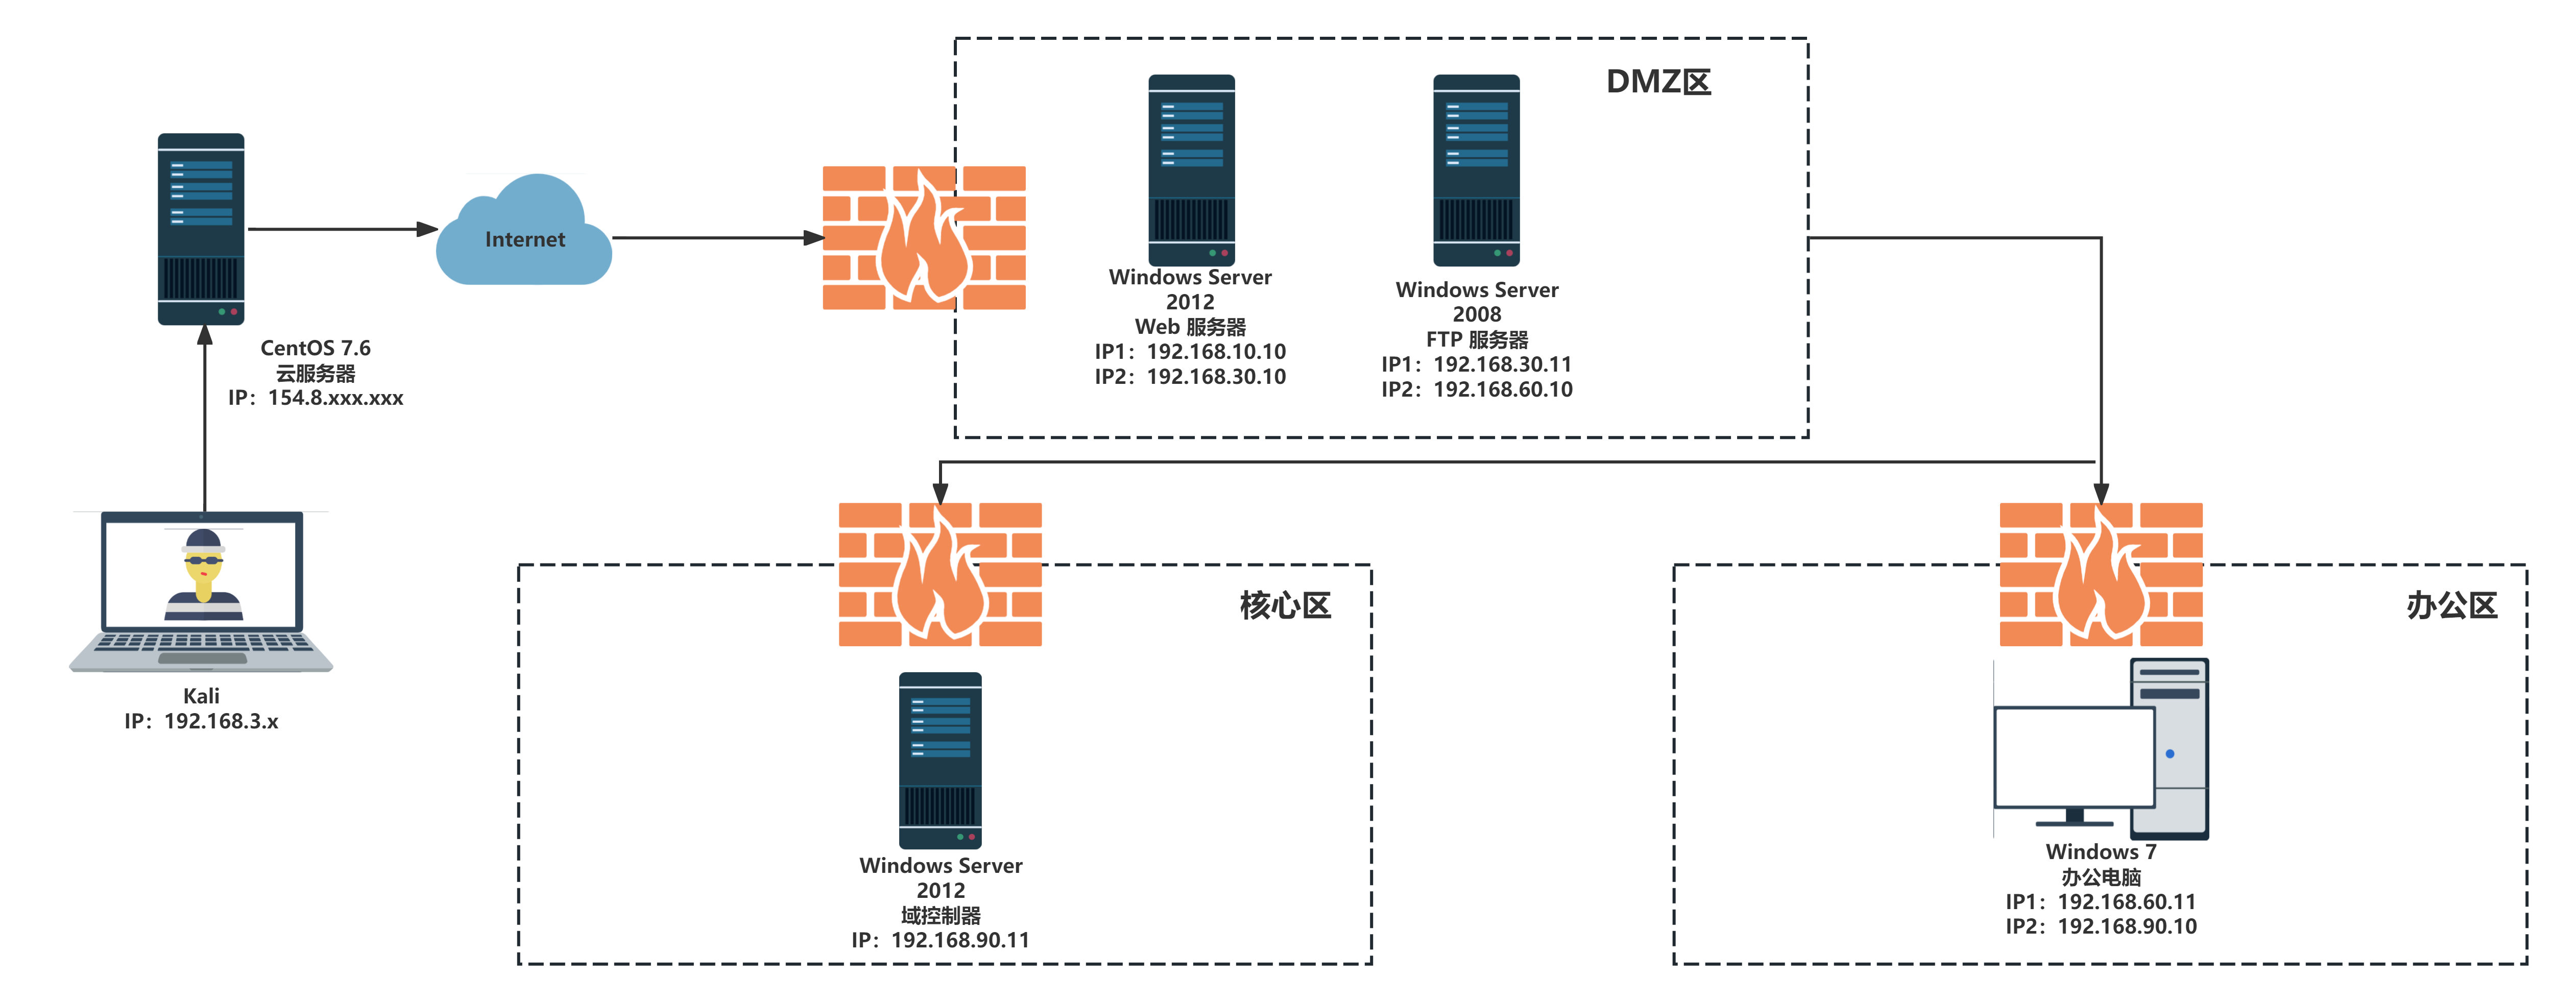 DMZ区
Internet
Windows Server
2012
Web 服务器
IP1：192.168.10.10
IP2：192.168.30.10
Windows Server
2008
FTP 服务器
IP1：192.168.30.11
IP2：192.168.60.10
CentOS 7.6
云服务器
IP：154.8.xxx.xxx
Kali
IP：192.168.3.x
核心区
Windows Server
2012
域控制器
IP：192.168.90.11
办公区
Windows 7
办公电脑
IP1：192.168.60.11
IP2：192.168.90.10